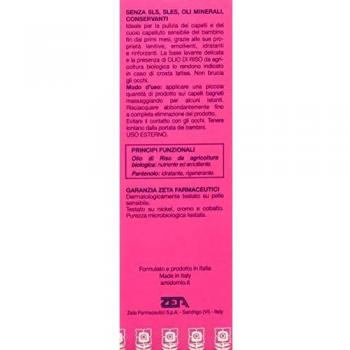 SENZA SLS, SLES, OLI MINERALI,
CONSERVANTI
Ideale per la pulizia dei capelli e del
cuoio capelluto sensibile del bambino
fin dai primi mesi, grazie alle sue pro-
prietà lenitive, emollienti, idratanti
e rinforzanti. La base lavante delicata
e la presenza di OLIO DI RISO da agri-
coltura biologica lo rendono indicato
in caso di crosta lattea. Non brucia
gli occhi.
Modo d'uso: applicare una piccola
quantità di prodotto sui capelli bagnati
massaggiando per alcuni istanti.
Risciacquare abbondantemente fino
a completa eliminazione del prodotto.
Evitare il contatto con gli occhi. Tenere
lontano dalla portata dei bambini.
USO ESTERNO.
PRINCIPI FUNZIONALI
Olio di Riso da agricoltura
biologica: nutriente ed emolliente.
Pantenolo: idratante, rigenerante.
GARANZIA ZETA FARMACEUTICI
Dermatologicamente testato su pelle
sensibile.
Testato su nickel, cromo e cobalto.
Purezza microbiologica testata.
Formulato e prodotto in Italia
Made in Italy
amidomio.it
ZETA
Zeta Farmaceutici S.p.A. - Sandrigo (VI) - Italy